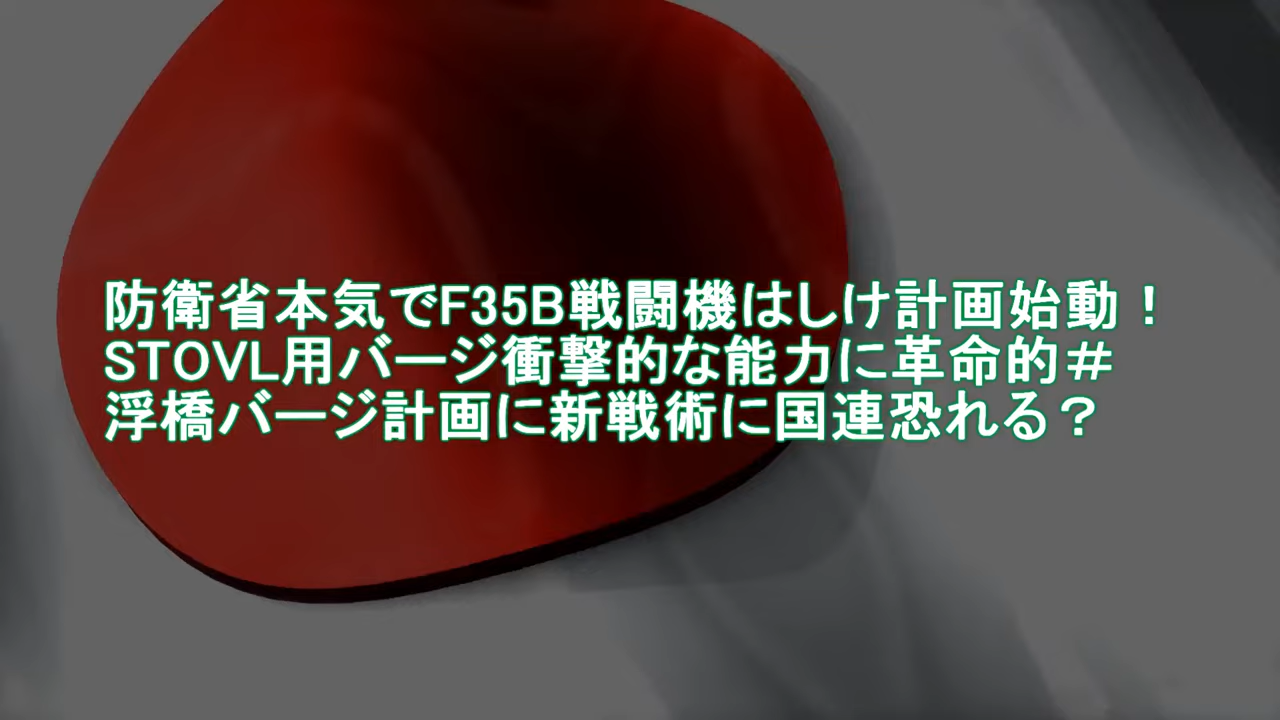 防衛省本気でF35B戦闘機はしけ計画始動！
STOVL用バージ衝撃的な能力に革命的＃
浮橋バージ計画に新戦術に国連恐れる？